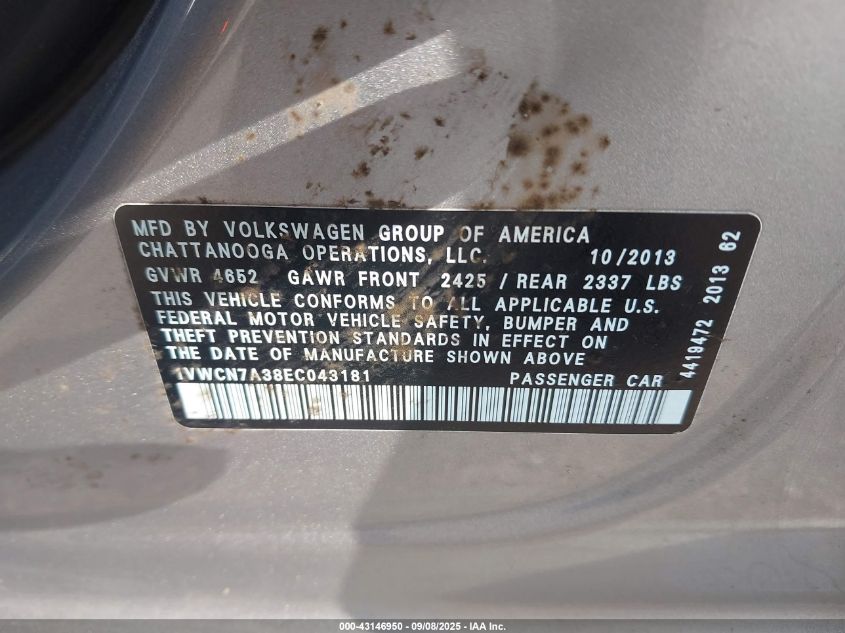 MFD BY VOLKSWAGEN GROUP OF AMERICA
CHATTANOOGA OPERATIONS, LLC. 10/2013
GVWR 4652 GAWR FRONT 2425 / REAR 2337 LBS
THIS VEHICLE CONFORMS TO ALL APPLICABLE U.S.
FEDERAL MOTOR VEHICLE SAFETY, BUMPER AND
THEFT PREVENTION STANDARDS IN EFFECT ON
THE DATE OF MANUFACTURE SHOWN ABOVE
1VWCN7A38EC043181 PASSENGER CAR
4419472 2013 62
000-43146950 - 09/08/2025 - IAA Inc.